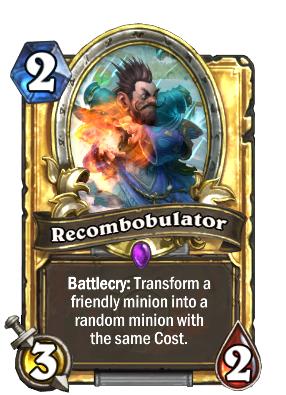 2
Recombobulator
Battlecry: Transform a
friendly minion into a
random minion with
the same Cost.
3
2